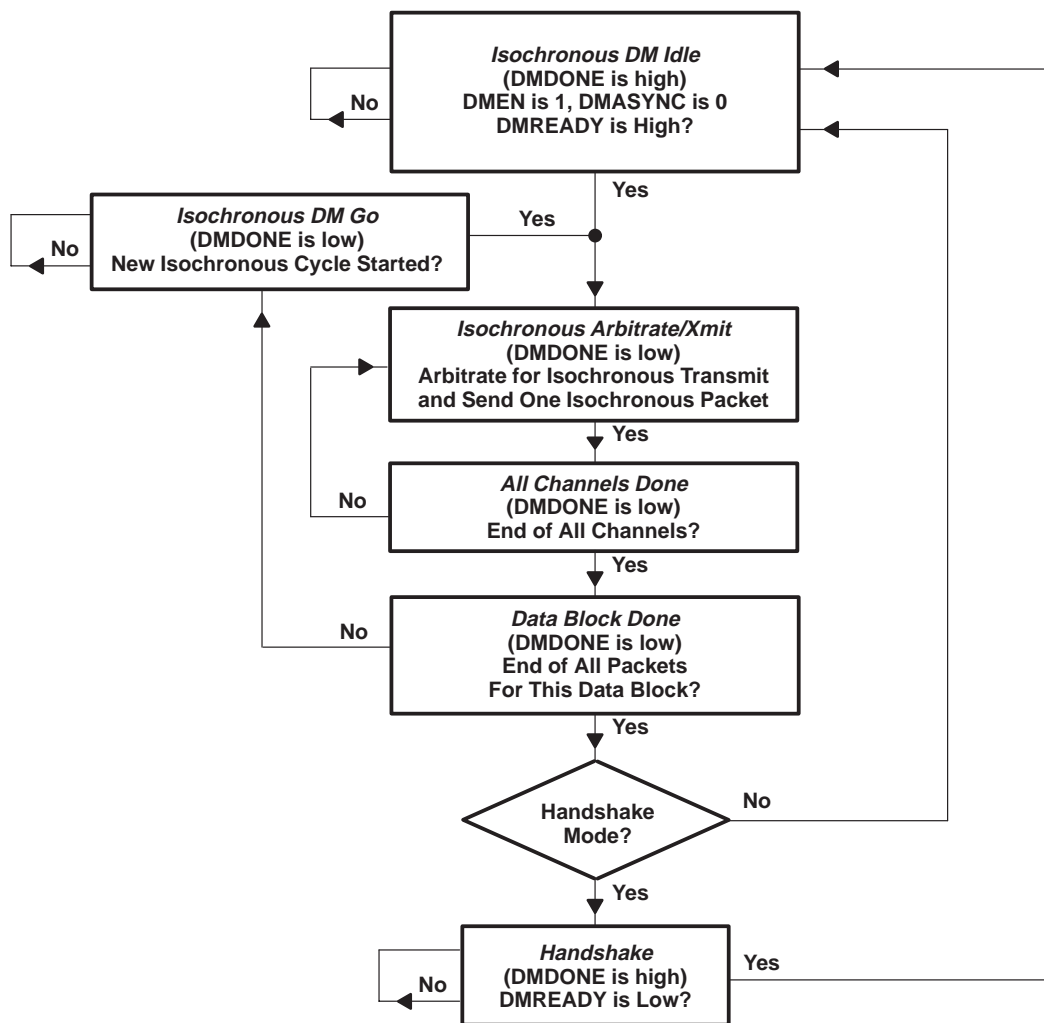 Isochronous DM Idle
(DMDONE is high)
DMEN is 1, DMASYNC is 0
DMREADY is High?
No
Yes
Isochronous DM Go
(DMDONE is low)
New Isochronous Cycle Started?
No
Yes
Isochronous Arbitrate/Xmit
(DMDONE is low)
Arbitrate for Isochronous Transmit
and Send One Isochronous Packet
Yes
All Channels Done
(DMDONE is low)
End of All Channels?
No
Yes
Data Block Done
(DMDONE is low)
End of All Packets
For This Data Block?
No
Yes
Handshake
Mode?
No
Yes
Handshake
(DMDONE is high)
DMREADY is Low?
No
Yes